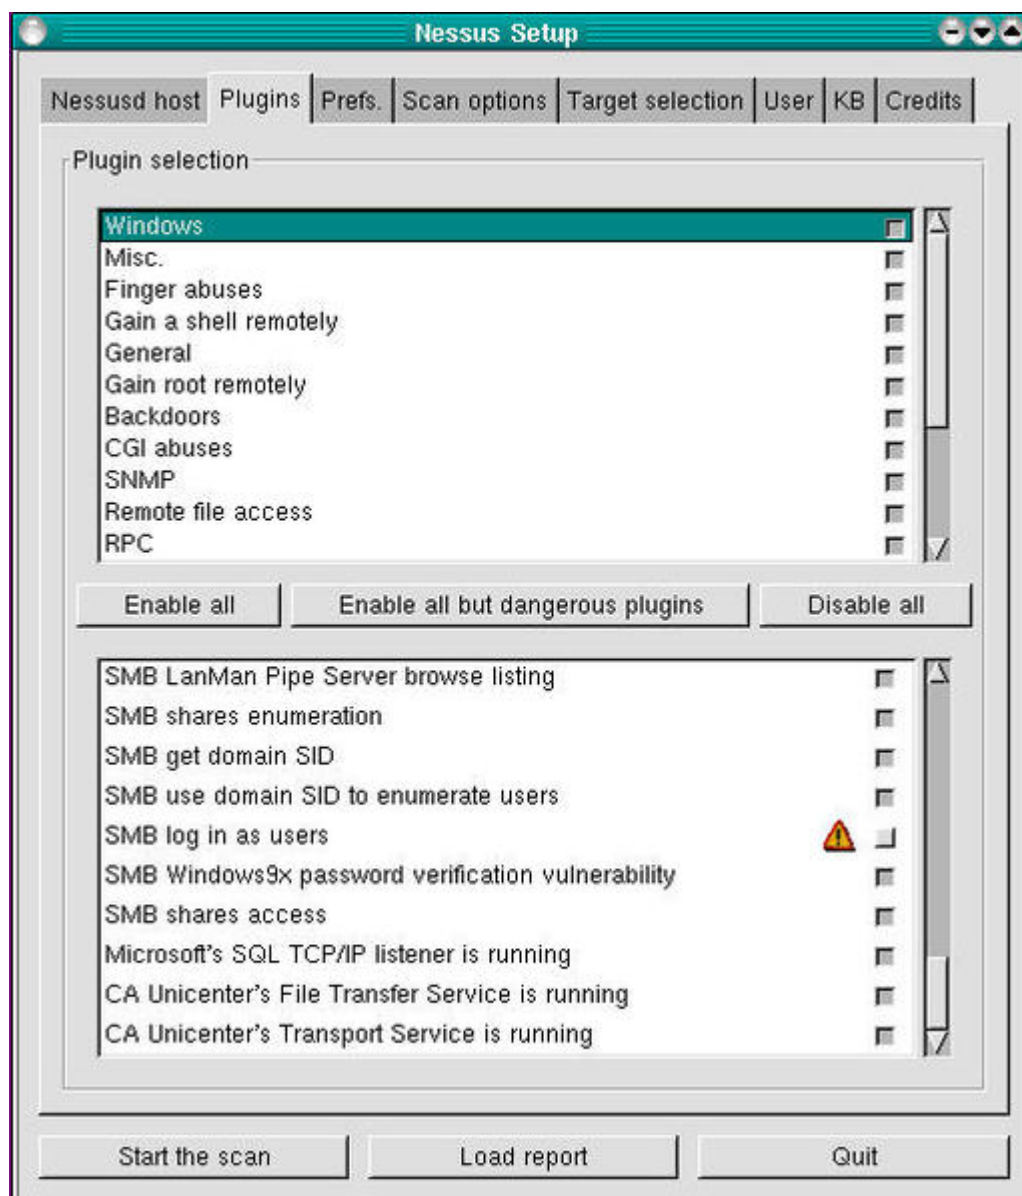 Nessus Setup
Nessusd host Plugins Prefs. Scan options Target selection User KB Credits
Plugin selection
Windows
Misc.
Finger abuses
Gain a shell remotely
General
Gain root remotely
Backdoors
CGI abuses
SNMP
Remote file access
RPC
Enable all Enable all but dangerous plugins Disable all
SMB LanMan Pipe Server browse listing
SMB shares enumeration
SMB get domain SID
SMB use domain SID to enumerate users
SMB log in as users
SMB Windows9x password verification vulnerability
SMB shares access
Microsoft's SQL TCP/IP listener is running
CA Unicenter's File Transfer Service is running
CA Unicenter's Transport Service is running
Start the scan Load report Quit